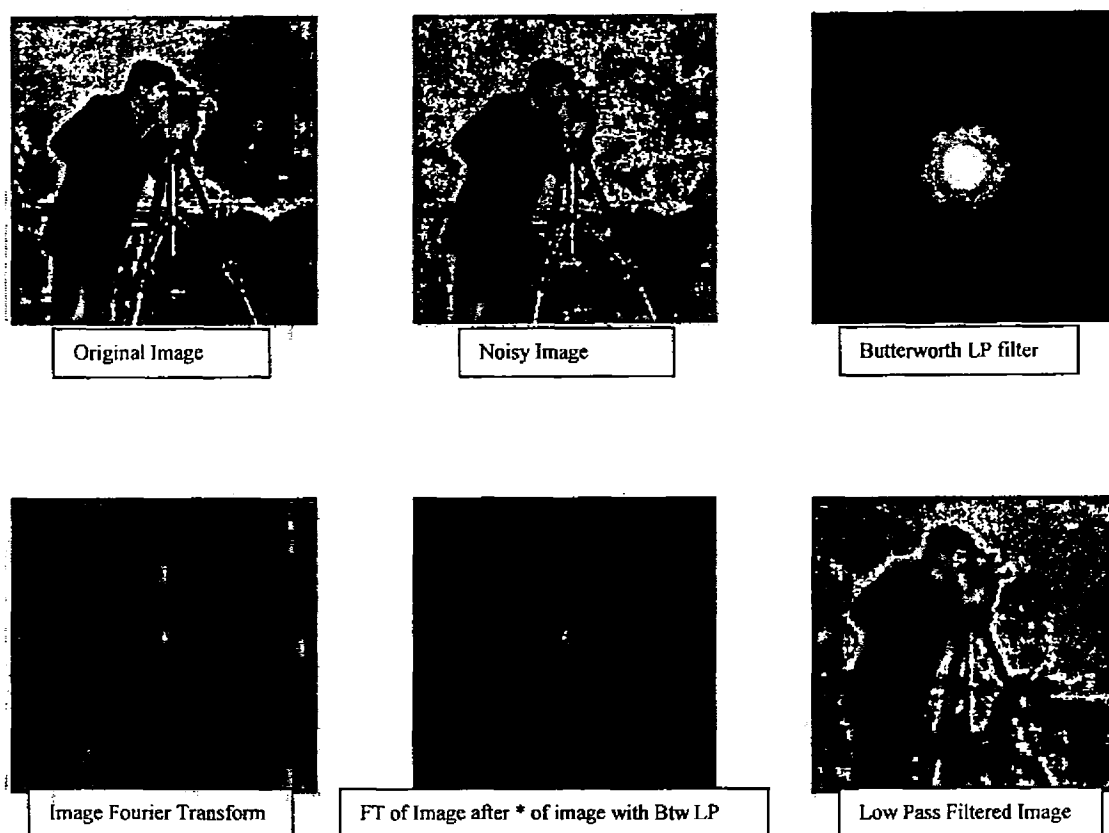 Original Image
Noisy Image
Butterworth LP filter
Image Fourier Transform
FT of Image after * of image with Btw LP
Low Pass Filtered Image